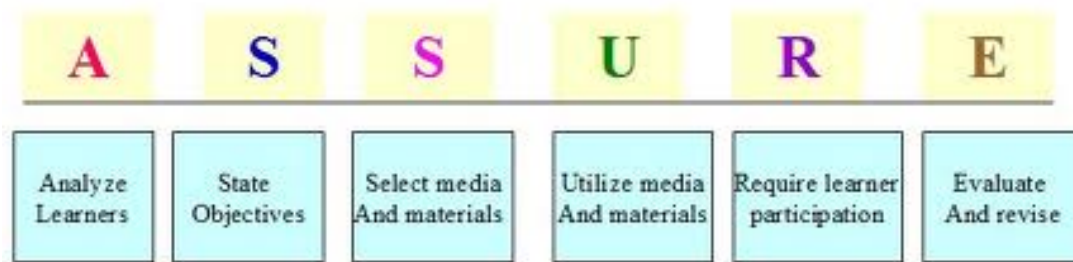 A S S U R E
Analyze
Learners
State
Objectives
Select media
And materials
Utilize media
And materials
Require learner
participation
Evaluate
And revise